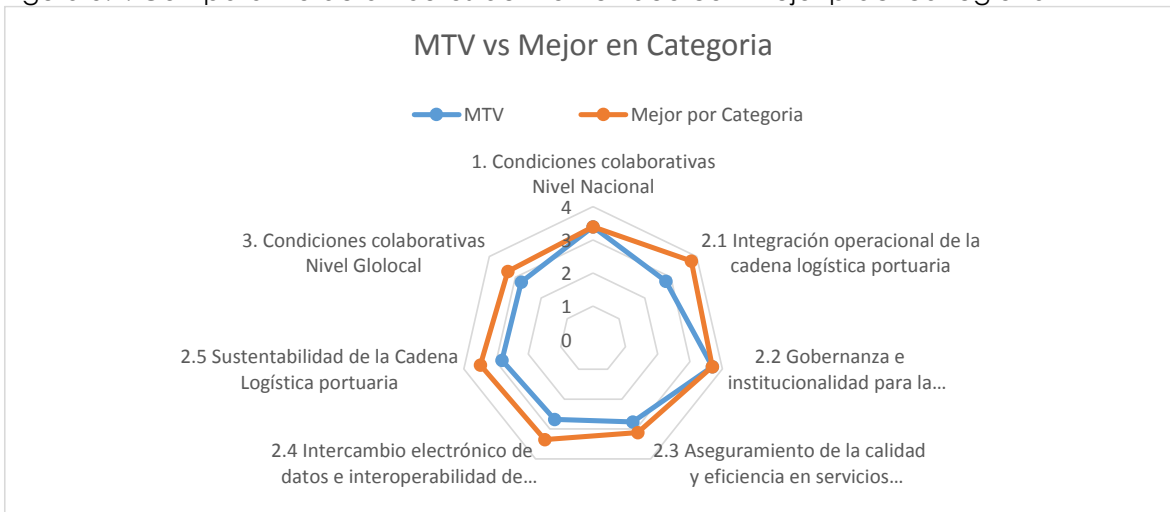 MTV vs Mejor en Categoria
MTV
Mejor por Categoria
1. Condiciones colaborativas
Nivel Nacional
2.1 Integración operacional de la
cadena logística portuaria
2.2 Gobernanza e
institucionalidad para la…
2.3 Aseguramiento de la calidad
y eficiencia en servicios…
2.4 Intercambio electrónico de
datos e interoperabilidad de…
2.5 Sustentabilidad de la Cadena
Logística portuaria
3. Condiciones colaborativas
Nivel Glolocal
4
3
2
1
0